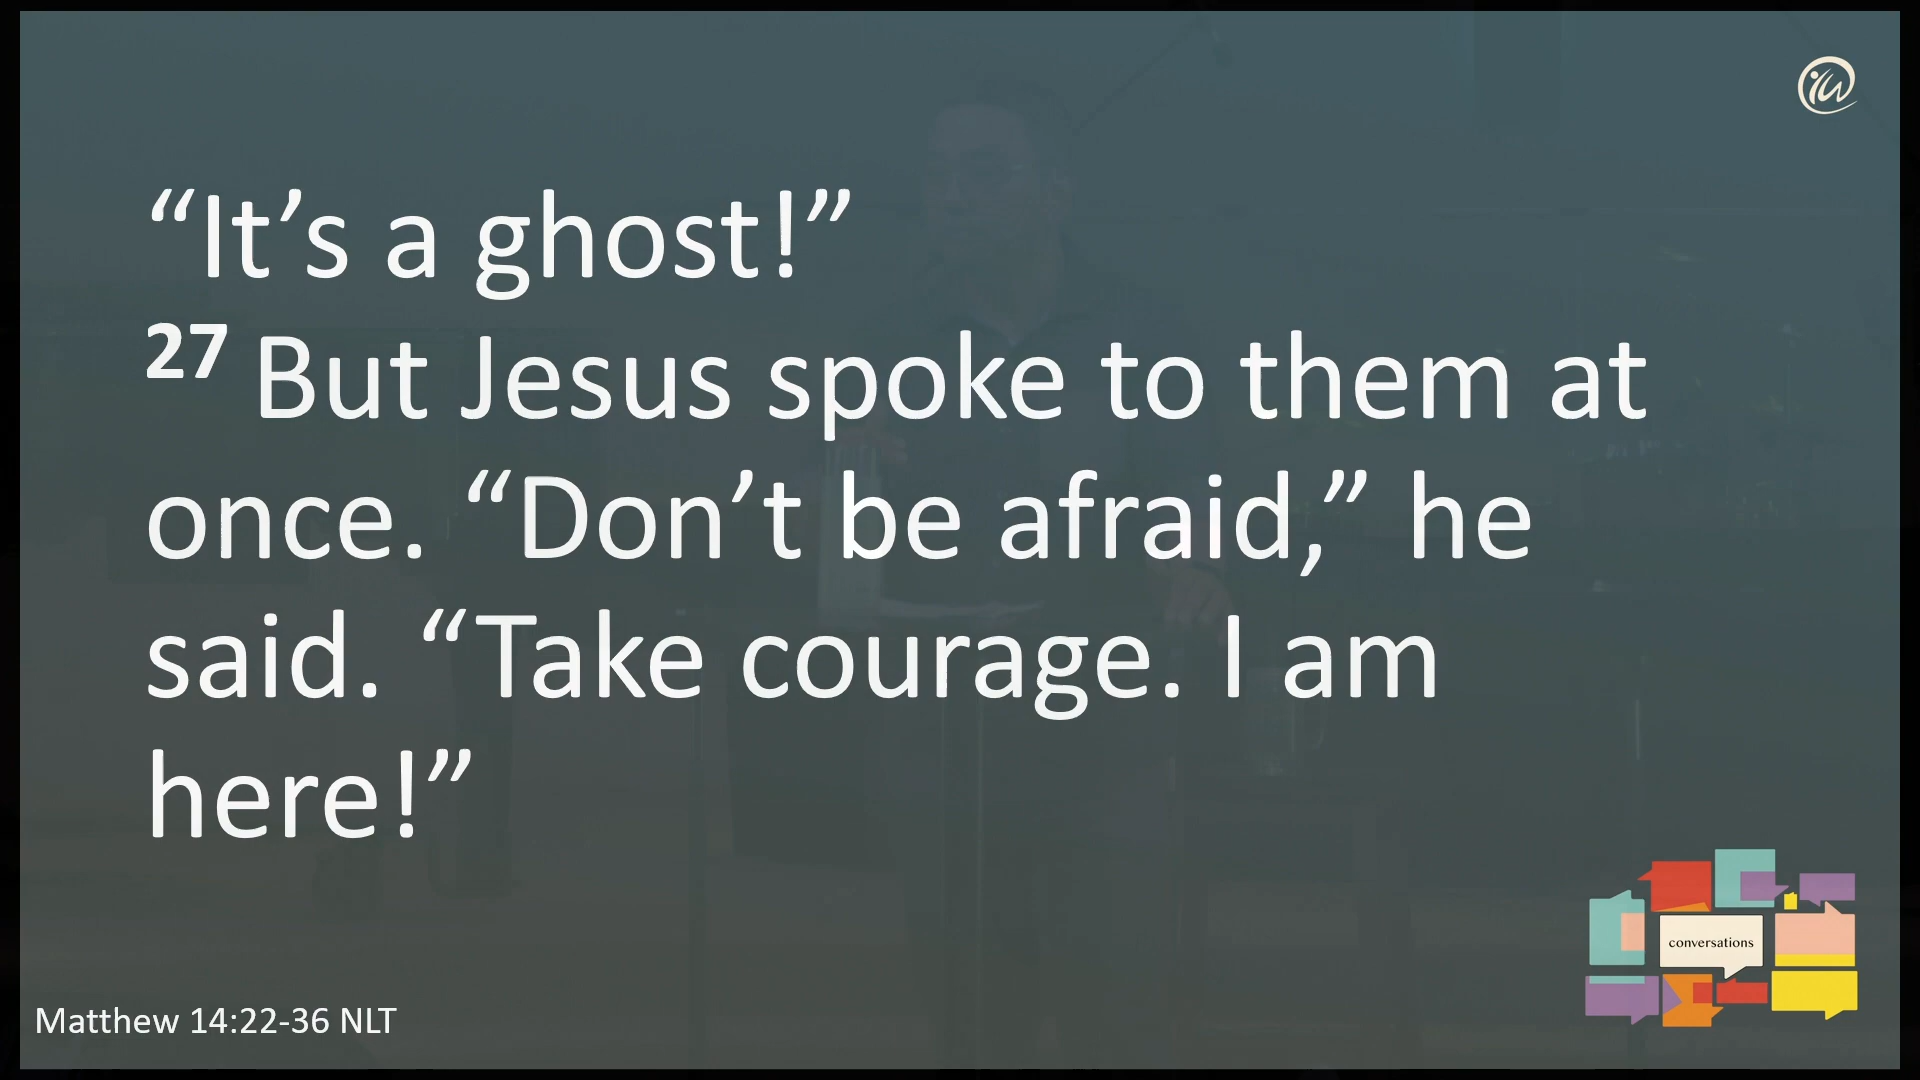 “It’s a ghost!”
27 But Jesus spoke to them at
once. “Don’t be afraid,” he
said. “Take courage. I am
here!”
iw
conversations
Matthew 14:22-36 NLT